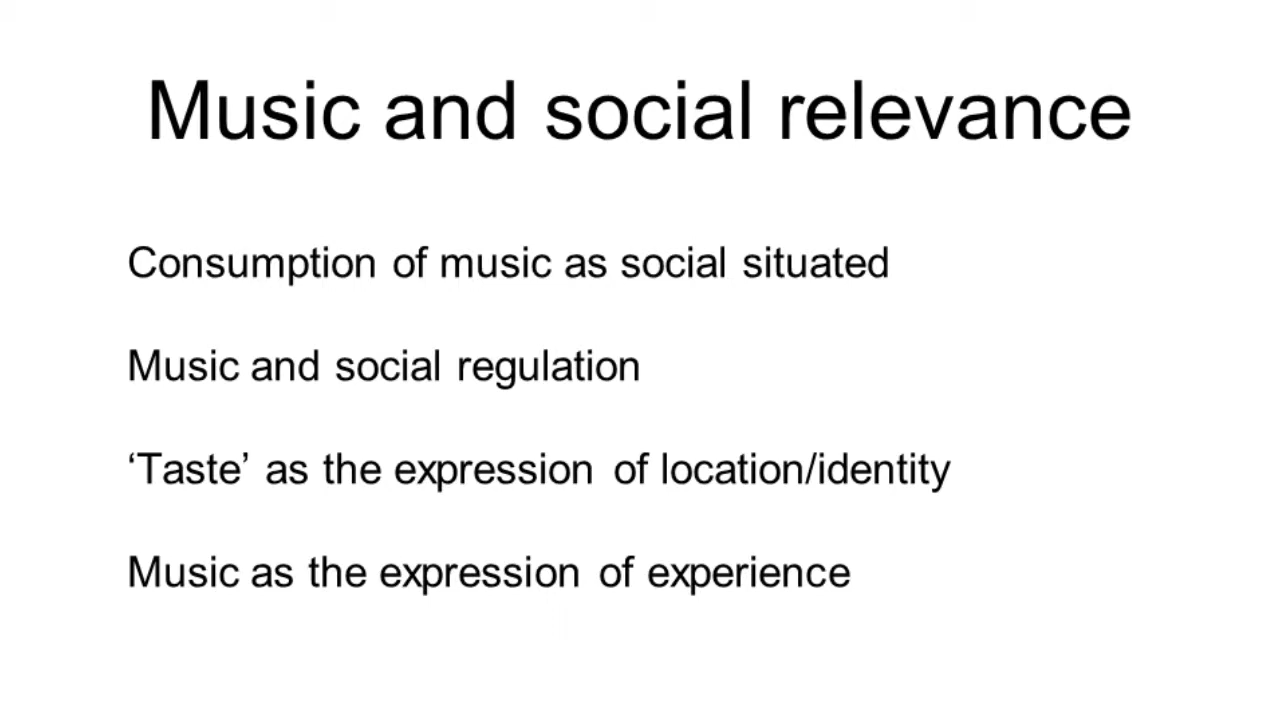 Music and social relevance
Consumption of music as social situated
Music and social regulation
‘Taste’ as the expression of location/identity
Music as the expression of experience